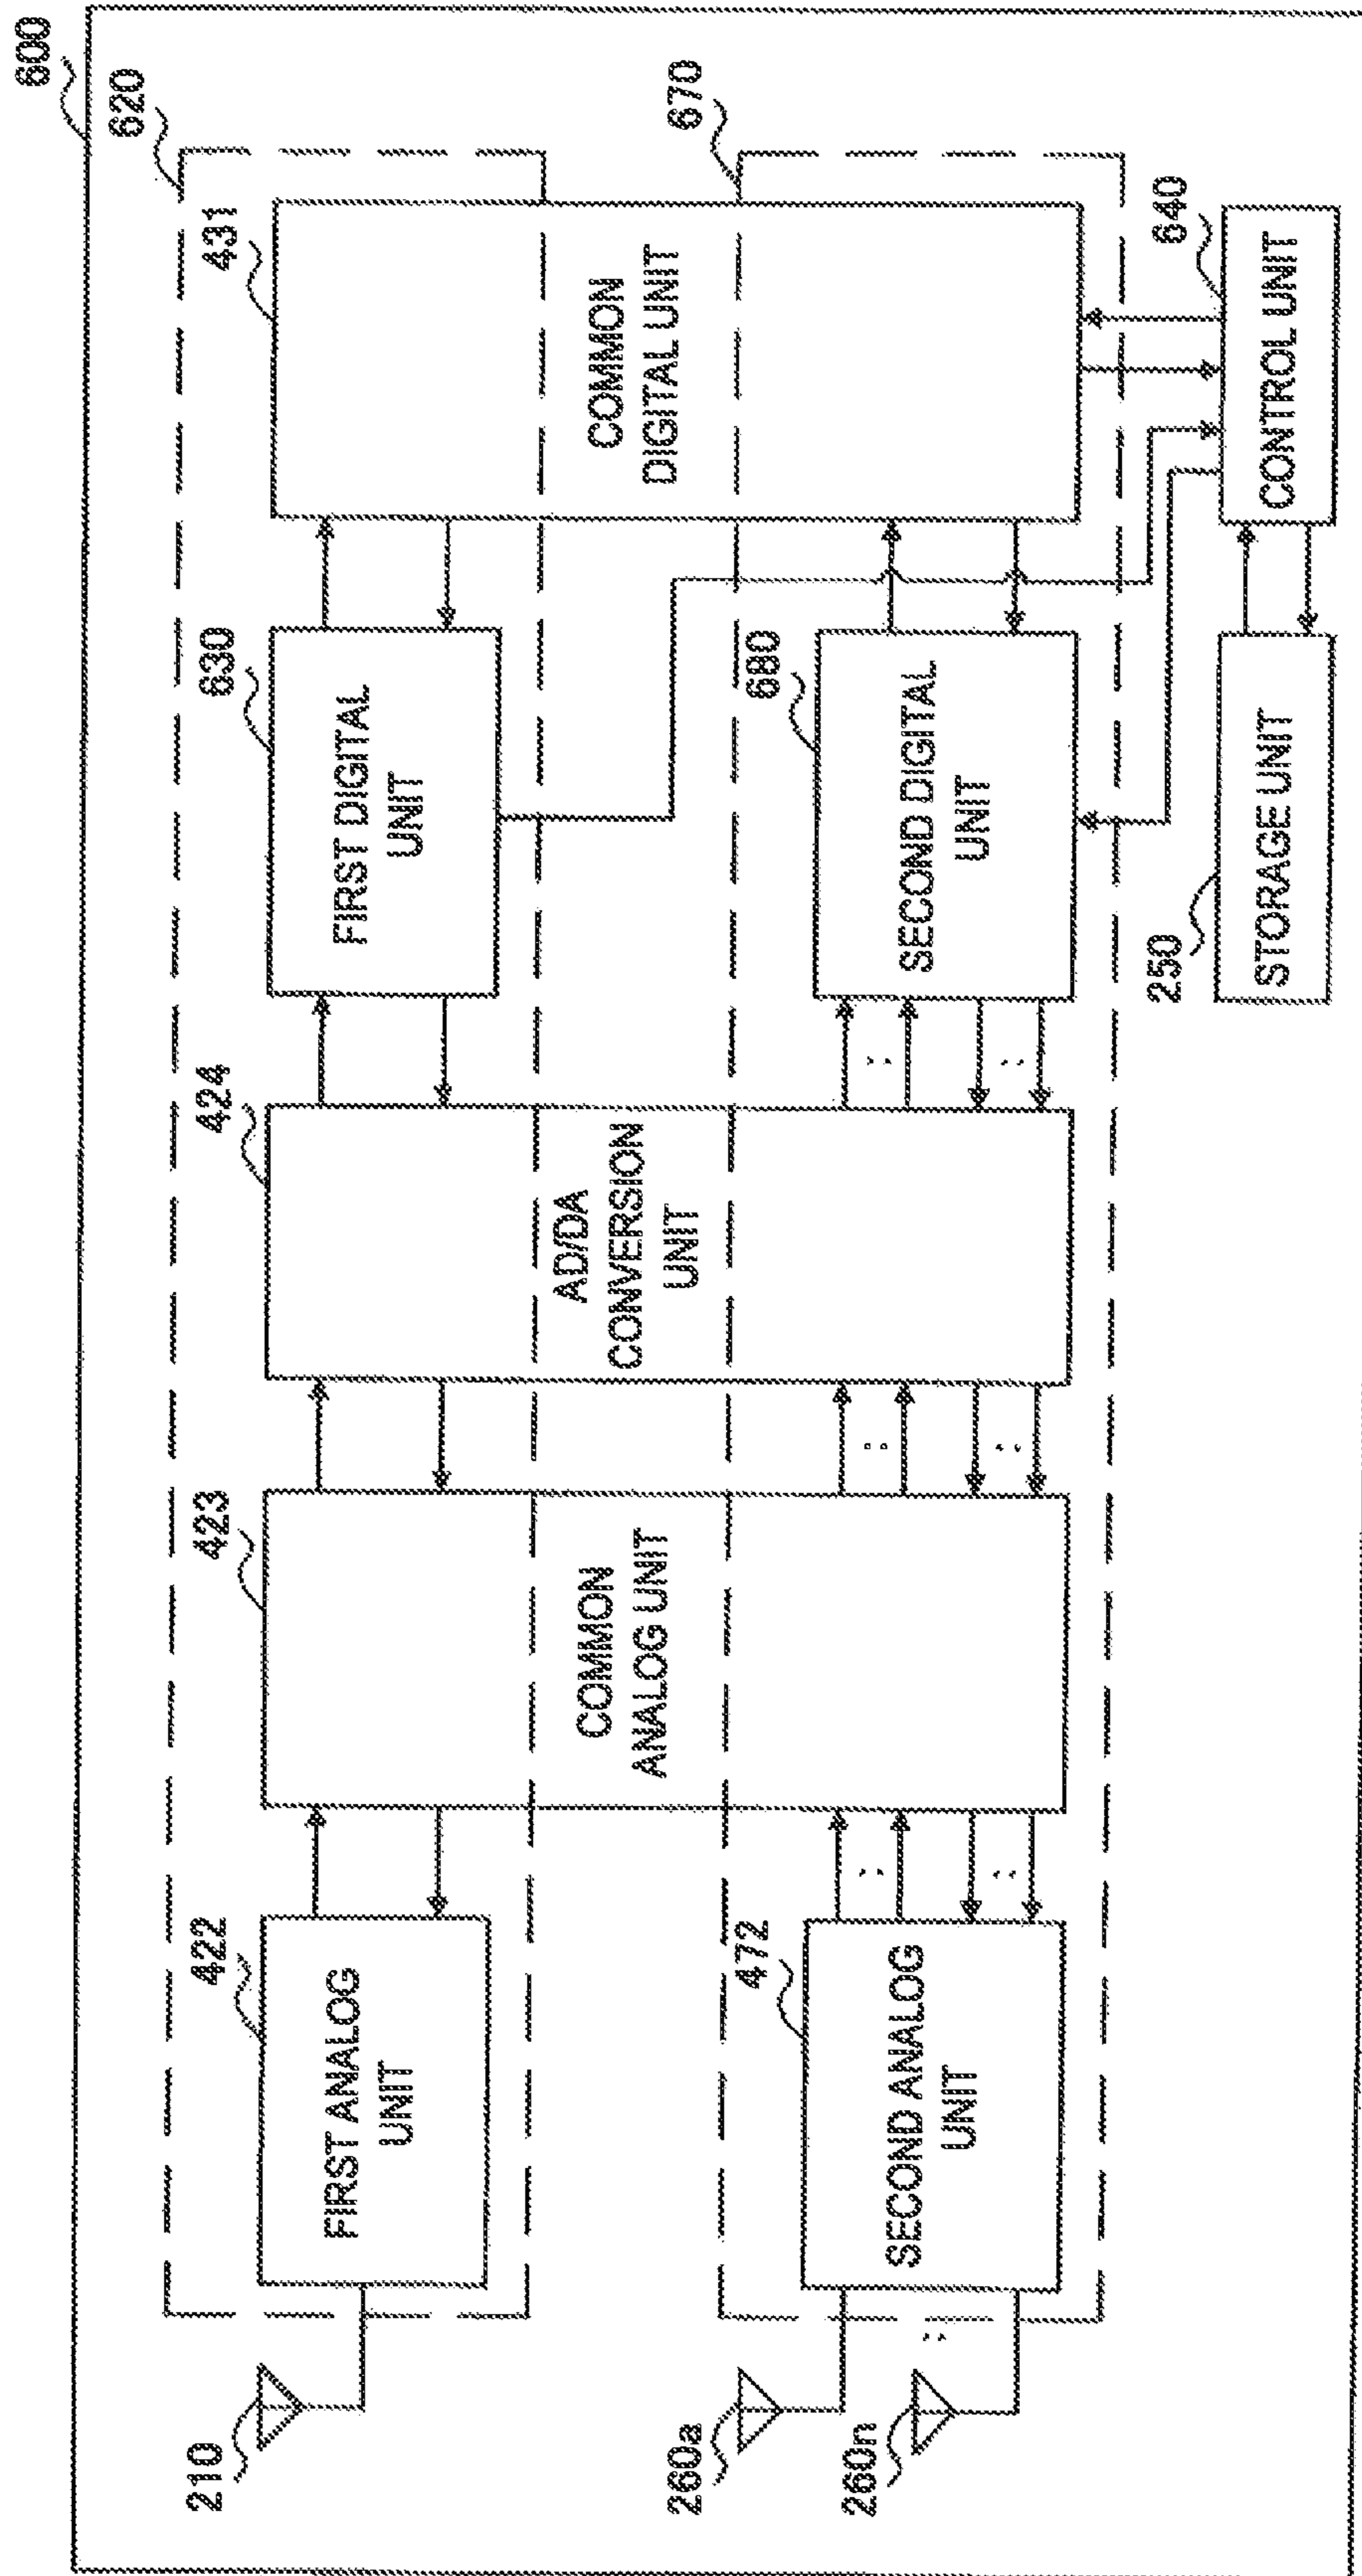 600
620
210
422
FIRST ANALOG
UNIT
423
COMMON
ANALOG UNIT
424
AD/DA
CONVERSION
UNIT
630
FIRST DIGITAL
UNIT
431
COMMON
DIGITAL UNIT
670
260a
260n
472
SECOND ANALOG
UNIT
680
SECOND DIGITAL
UNIT
250
STORAGE UNIT
640
CONTROL UNIT